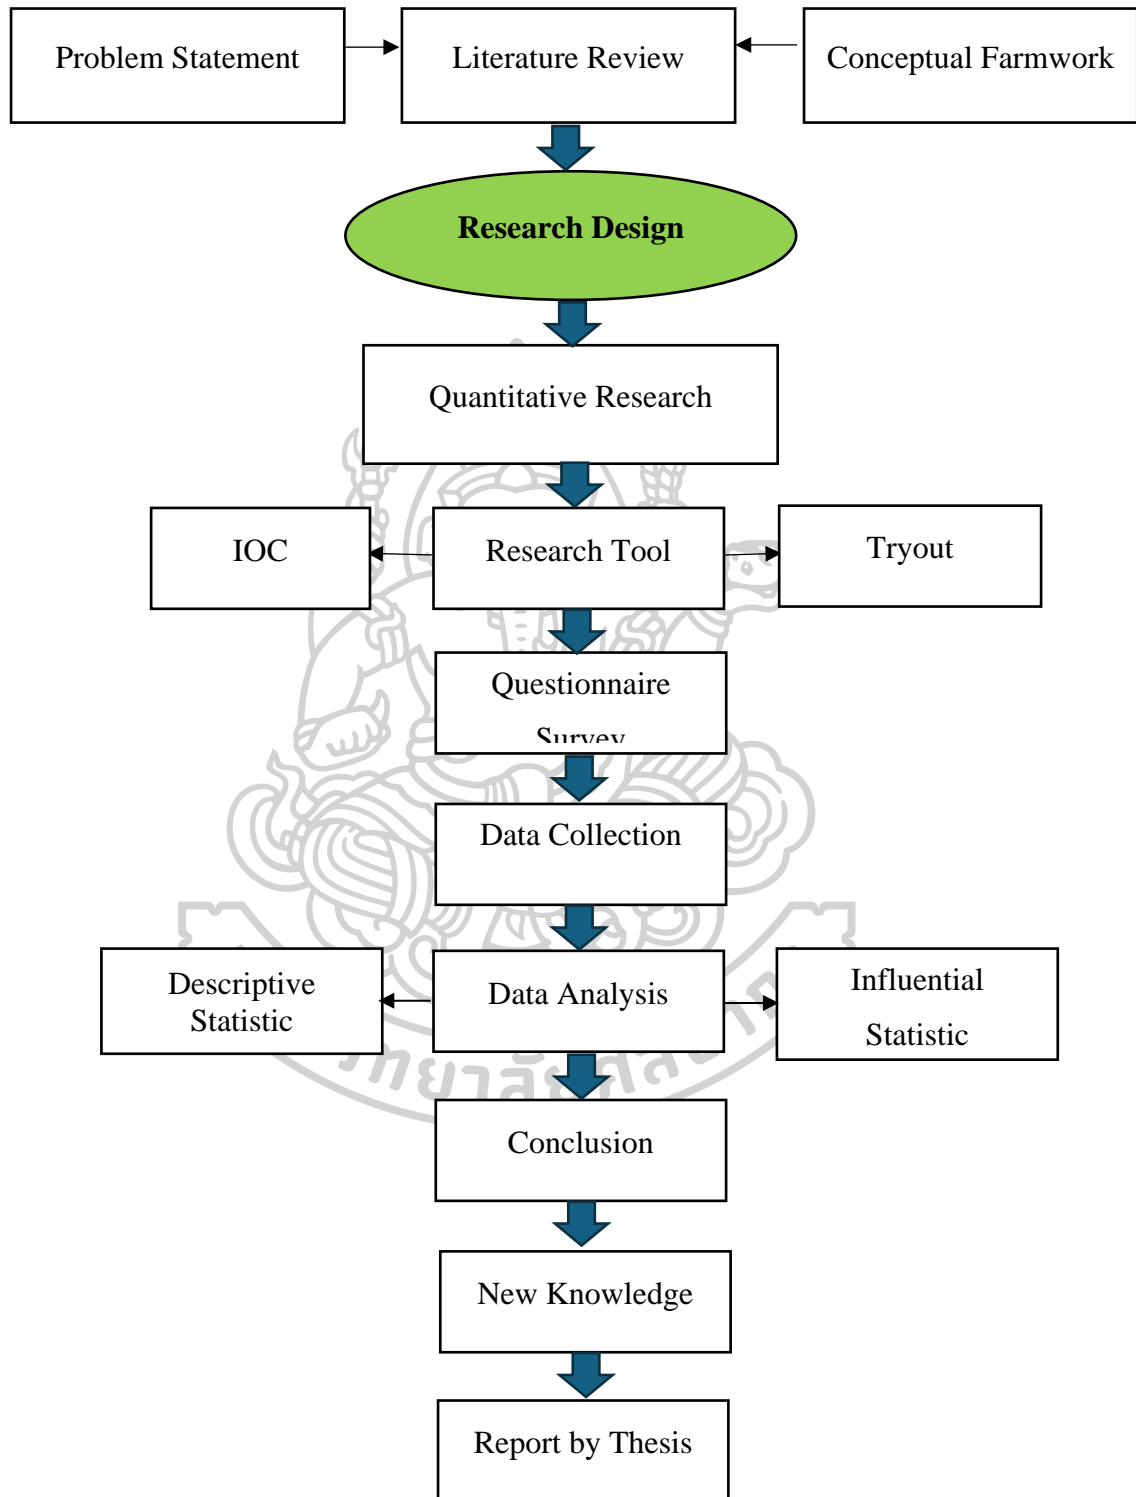 Problem Statement
Literature Review
Conceptual Farmwork
Research Design
Quantitative Research
IOC
Research Tool
Tryout
Questionnaire
Survey
Data Collection
Descriptive
Statistic
Data Analysis
Influential
Statistic
Conclusion
New Knowledge
Report by Thesis